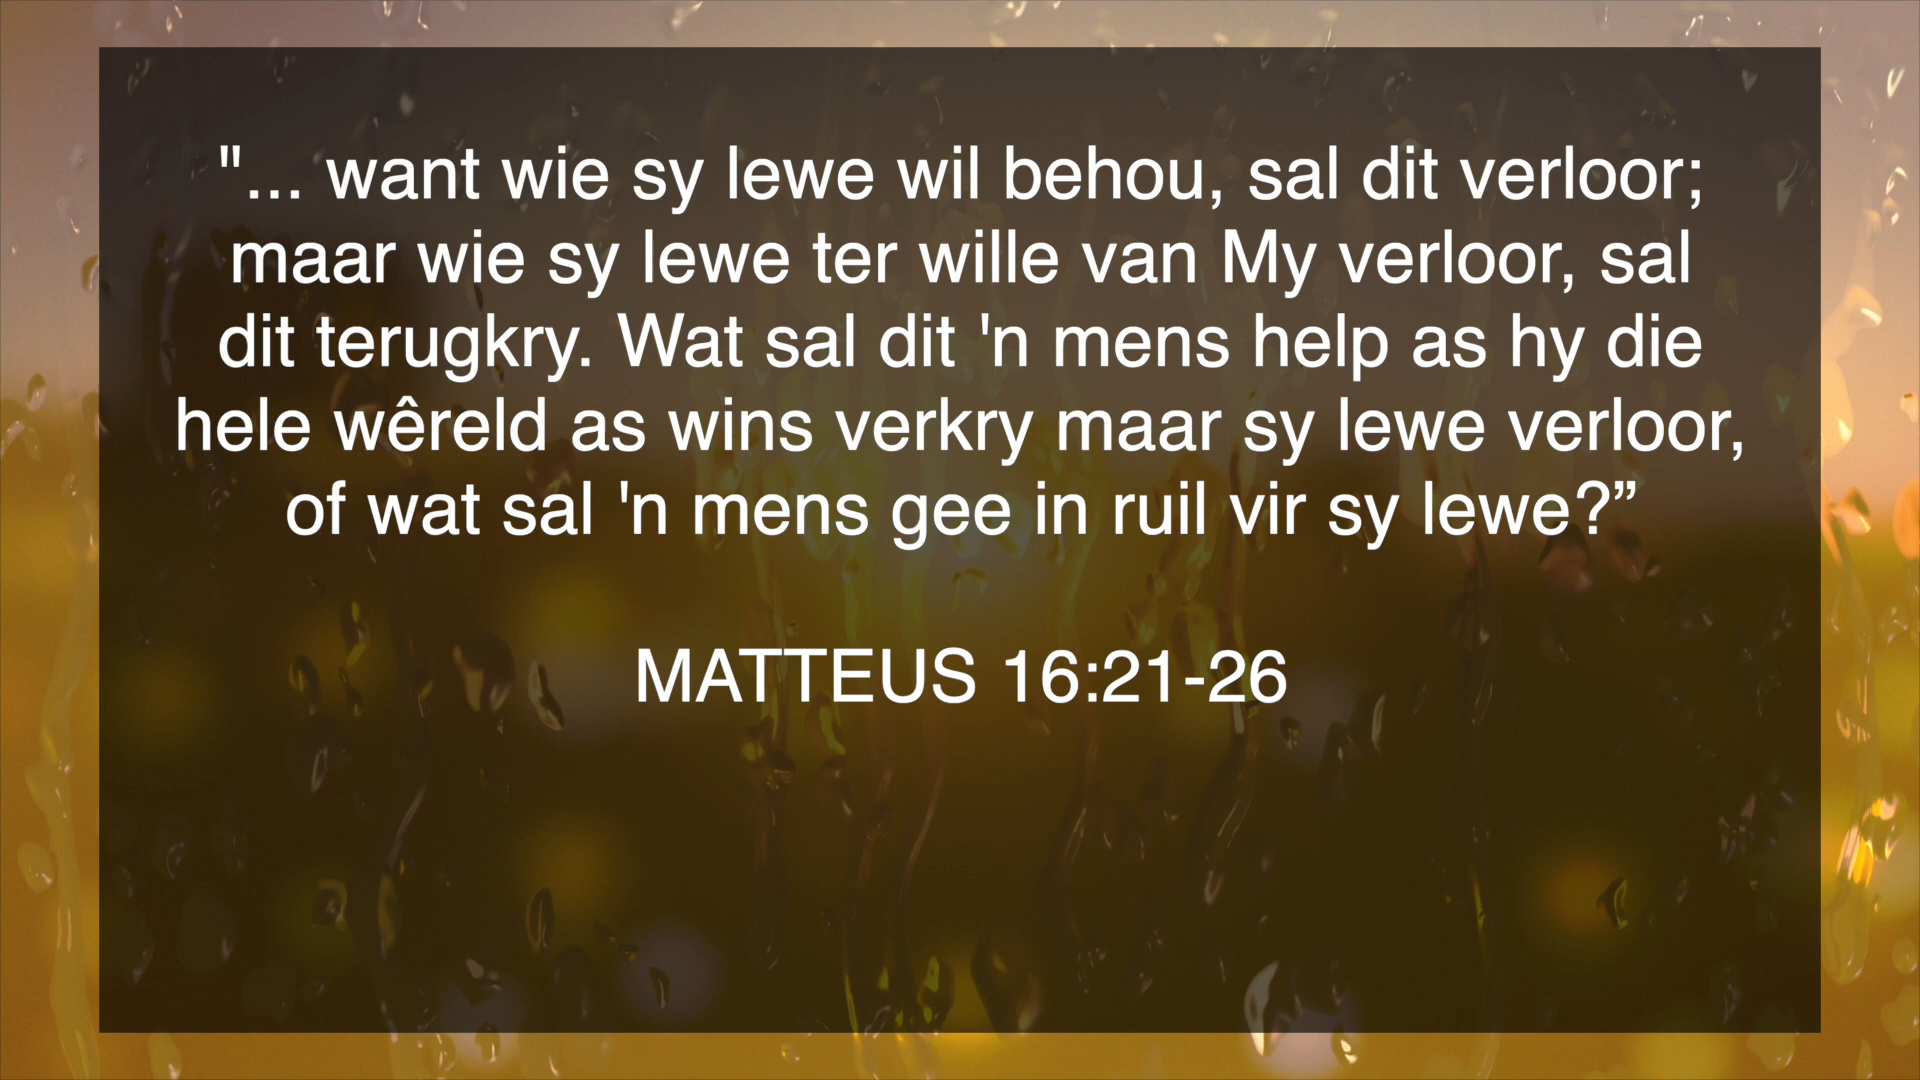 "... want wie sy lewe wil behou, sal dit verloor;
maar wie sy lewe ter wille van My verloor, sal
dit terugkry. Wat sal dit 'n mens help as hy die
hele wêreld as wins verkry maar sy lewe verloor,
of wat sal 'n mens gee in ruil vir sy lewe?”
MATTEUS 16:21-26